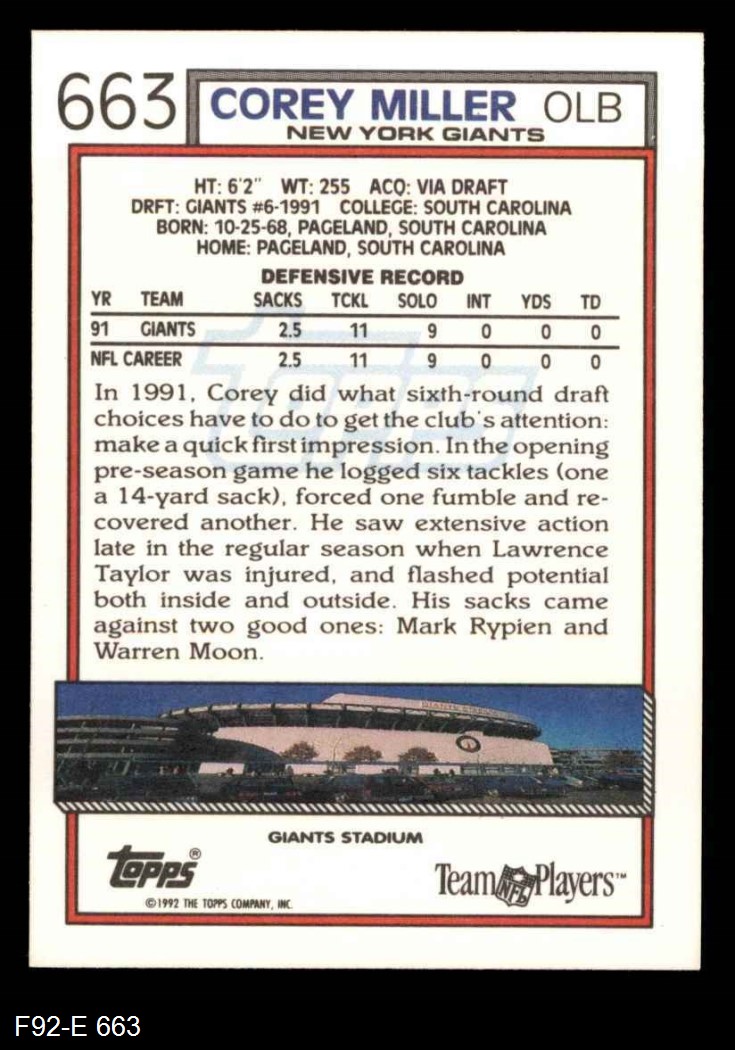 663 COREY MILLER OLB
NEW YORK GIANTS
HT: 6'2" WT: 255 ACQ: VIA DRAFT
DRFT: GIANTS #6-1991 COLLEGE: SOUTH CAROLINA
BORN: 10-25-68, PAGELAND, SOUTH CAROLINA
HOME: PAGELAND, SOUTH CAROLINA
DEFENSIVE RECORD
YR TEAM SACKS TCKL SOLO INT YDS TD
91 GIANTS 2.5 11 9 0 0 0
NFL CAREER 2.5 11 9 0 0 0
topps
In 1991, Corey did what sixth-round draft
choices have to do to get the club's attention:
make a quick first impression. In the opening
pre-season game he logged six tackles (one
a 14-yard sack), forced one fumble and re-
covered another. He saw extensive action
late in the regular season when Lawrence
Taylor was injured, and flashed potential
both inside and outside. His sacks came
against two good ones: Mark Rypien and
Warren Moon.
GIANTS STADIUM
GIANTS STADIUM
topps®
©1992 THE TOPPS COMPANY, INC.
Team NFL Players™
F92-E 663